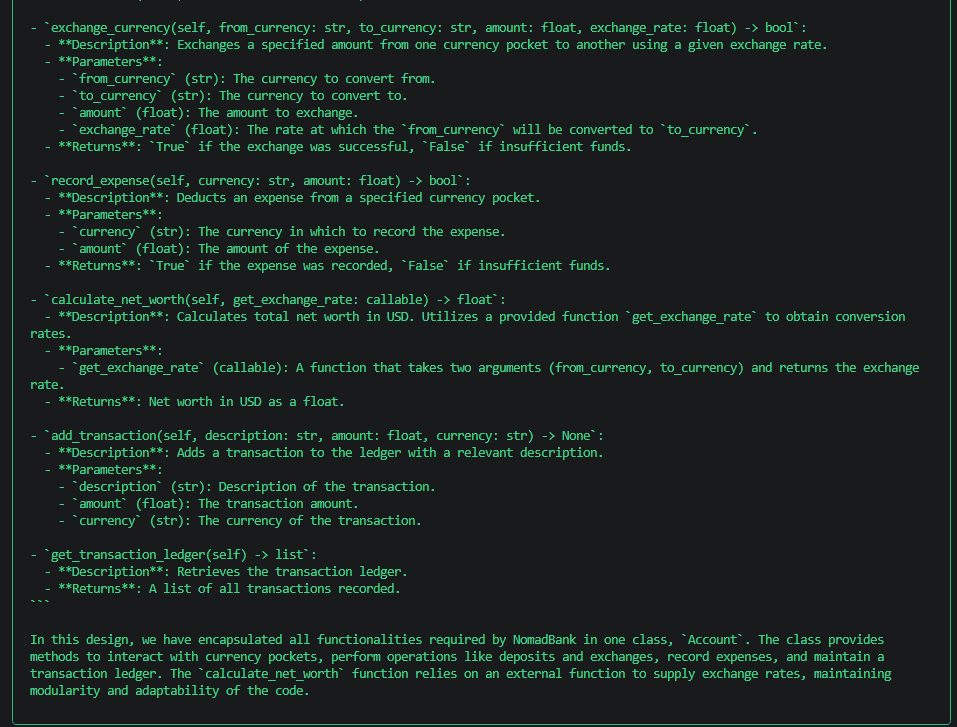 - `exchange_currency(self, from_currency: str, to_currency: str, amount: float, exchange_rate: float) -> bool`:
  - **Description**: Exchanges a specified amount from one currency pocket to another using a given exchange rate.
  - **Parameters**:
    - `from_currency` (str): The currency to convert from.
    - `to_currency` (str): The currency to convert to.
    - `amount` (float): The amount to exchange.
    - `exchange_rate` (float): The rate at which the `from_currency` will be converted to `to_currency`.
  - **Returns**: `True` if the exchange was successful, `False` if insufficient funds.

- `record_expense(self, currency: str, amount: float) -> bool`:
  - **Description**: Deducts an expense from a specified currency pocket.
  - **Parameters**:
    - `currency` (str): The currency in which to record the expense.
    - `amount` (float): The amount of the expense.
  - **Returns**: `True` if the expense was recorded, `False` if insufficient funds.

- `calculate_net_worth(self, get_exchange_rate: callable) -> float`:
  - **Description**: Calculates total net worth in USD. Utilizes a provided function `get_exchange_rate` to obtain conversion
rates.
  - **Parameters**:
    - `get_exchange_rate` (callable): A function that takes two arguments (from_currency, to_currency) and returns the exchange
rate.
  - **Returns**: Net worth in USD as a float.

- `add_transaction(self, description: str, amount: float, currency: str) -> None`:
  - **Description**: Adds a transaction to the ledger with a relevant description.
  - **Parameters**:
    - `description` (str): Description of the transaction.
    - `amount` (float): The transaction amount.
    - `currency` (str): The currency of the transaction.

- `get_transaction_ledger(self) -> list`:
  - **Description**: Retrieves the transaction ledger.
  - **Returns**: A list of all transactions recorded.
```

In this design, we have encapsulated all functionalities required by NomadBank in one class, `Account`. The class provides
methods to interact with currency pockets, perform operations like deposits and exchanges, record expenses, and maintain a
transaction ledger. The `calculate_net_worth` function relies on an external function to supply exchange rates, maintaining
modularity and adaptability of the code.